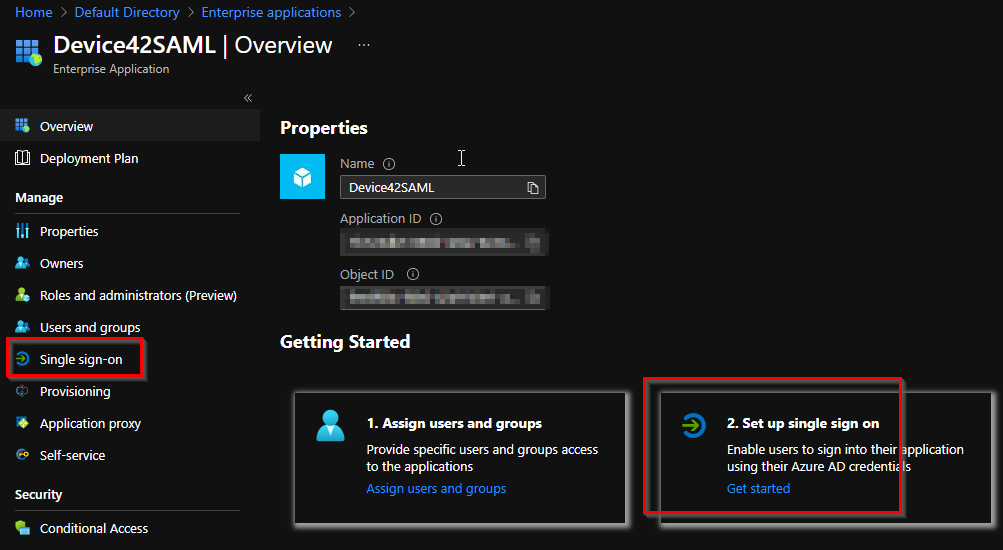 Home > Default Directory > Enterprise applications >
Device42SAML | Overview ...
Enterprise Application
«
Overview
Deployment Plan
Manage
Properties
Owners
Roles and administrators (Preview)
Users and groups
Single sign-on
Provisioning
Application proxy
Self-service
Security
Conditional Access
Properties
Name
Device42SAML
Application ID
Object ID
Getting Started
1. Assign users and groups
Provide specific users and groups access
to the applications
Assign users and groups
2. Set up single sign on
Enable users to sign into their application
using their Azure AD credentials
Get started